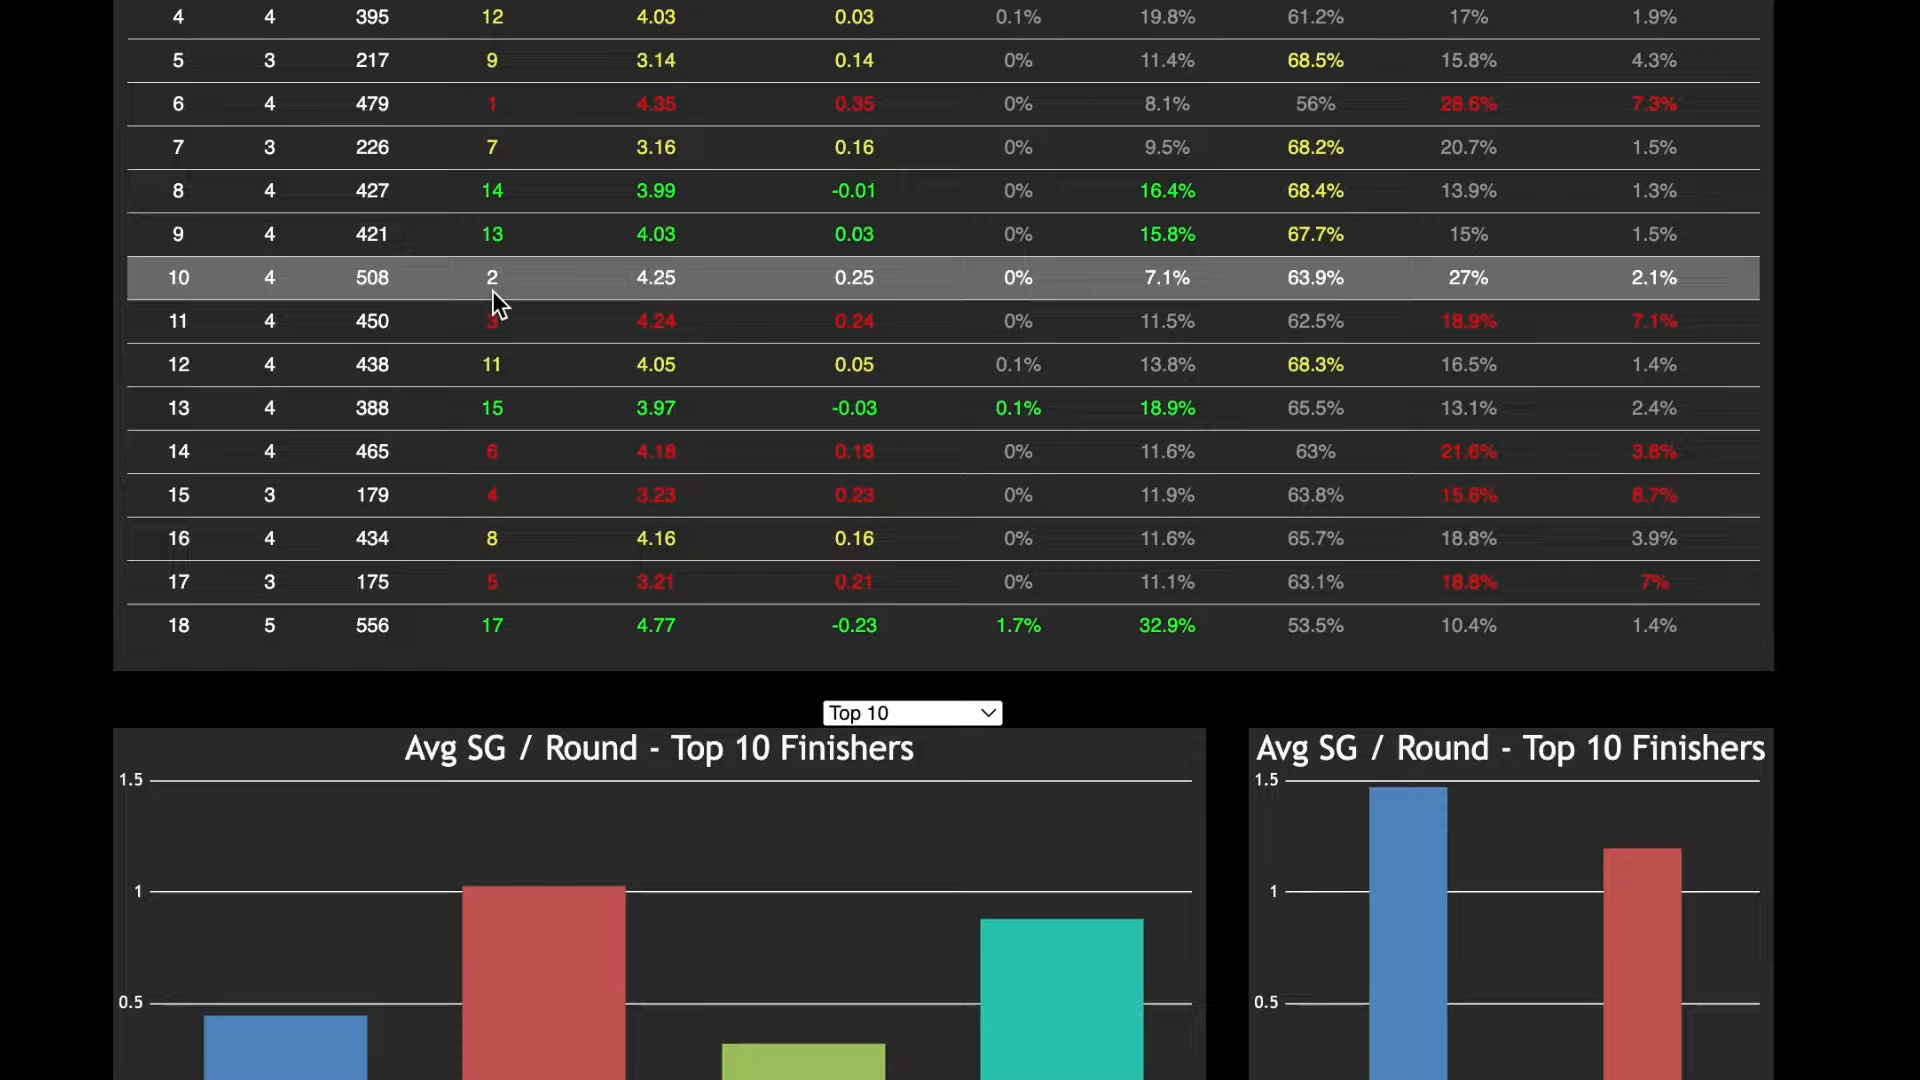 4 4 395 12 4.03 0.03 0.1% 19.8% 61.2% 17% 1.9%
5 3 217 9 3.14 0.14 0% 11.4% 68.5% 15.8% 4.3%
6 4 479 1 4.35 0.35 0% 8.1% 56% 28.6% 7.3%
7 3 226 7 3.16 0.16 0% 9.5% 68.2% 20.7% 1.5%
8 4 427 14 3.99 -0.01 0% 16.4% 68.4% 13.9% 1.3%
9 4 421 13 4.03 0.03 0% 15.8% 67.7% 15% 1.5%
10 4 508 2 4.25 0.25 0% 7.1% 63.9% 27% 2.1%
11 4 450 3 4.24 0.24 0% 11.5% 62.5% 18.9% 7.1%
12 4 438 11 4.05 0.05 0.1% 13.8% 68.3% 16.5% 1.4%
13 4 388 15 3.97 -0.03 0.1% 18.9% 65.5% 13.1% 2.4%
14 4 465 6 4.18 0.18 0% 11.6% 63% 21.6% 3.8%
15 3 179 4 3.23 0.23 0% 11.9% 63.8% 15.6% 8.7%
16 4 434 8 4.16 0.16 0% 11.6% 65.7% 18.8% 3.9%
17 3 175 5 3.21 0.21 0% 11.1% 63.1% 18.8% 7%
18 5 556 17 4.77 -0.23 1.7% 32.9% 53.5% 10.4% 1.4%
Top 10
Avg SG / Round - Top 10 Finishers
1.5
1
0.5
Avg SG / Round - Top 10 Finishers
1.5
1
0.5